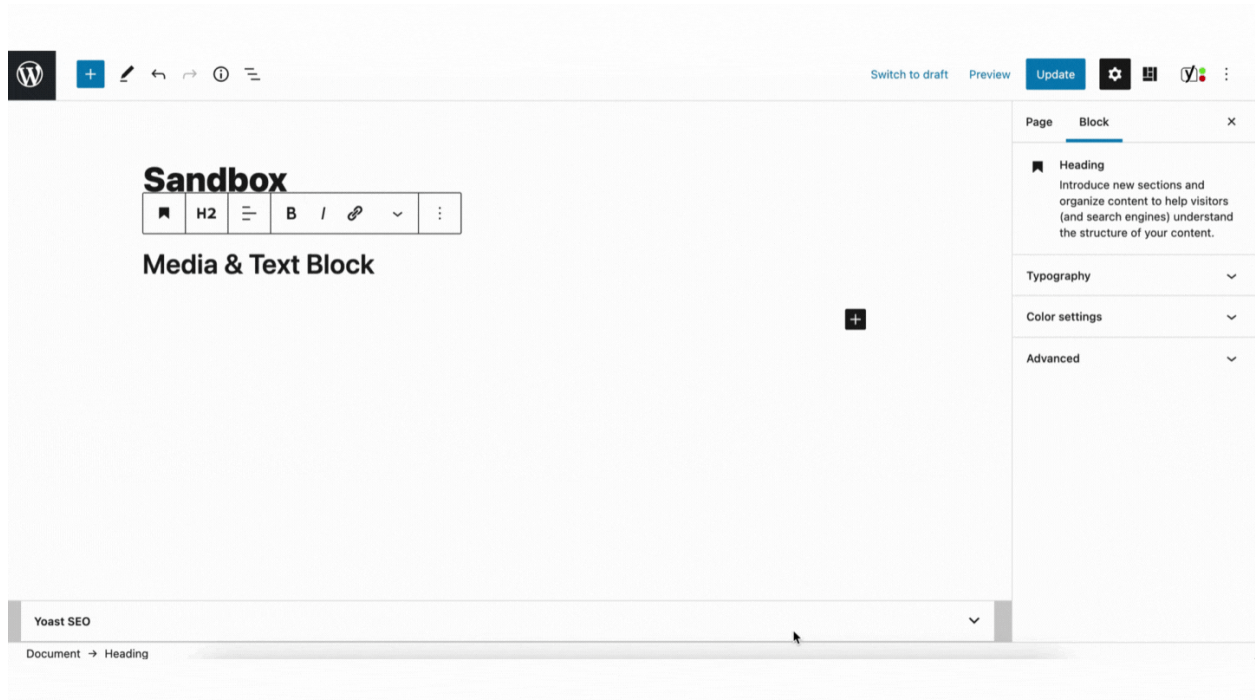 Switch to draft Preview Update
Page Block
Sandbox
H2 B I
Media & Text Block
Heading
Introduce new sections and
organize content to help visitors
(and search engines) understand
the structure of your content.
Typography
Color settings
Advanced
Yoast SEO
Document → Heading